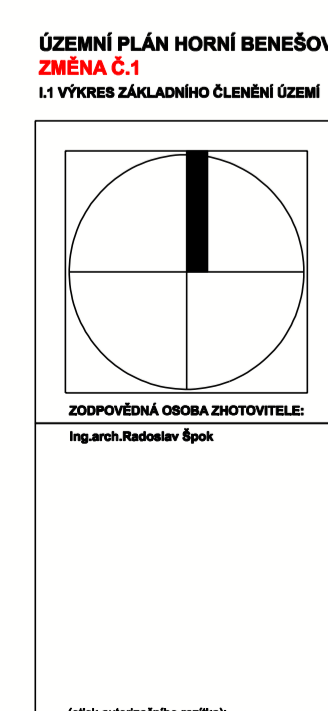 ÚZEMNÍ PLÁN HORNÍ BENEŠOV
ZMĚNA Č.1
I.1 VÝKRES ZÁKLADNÍHO ČLENĚNÍ ÚZEMÍ
ZODPOVĚDNÁ OSOBA ZHOTOVITELE:
Ing.arch.Radoslav Špok